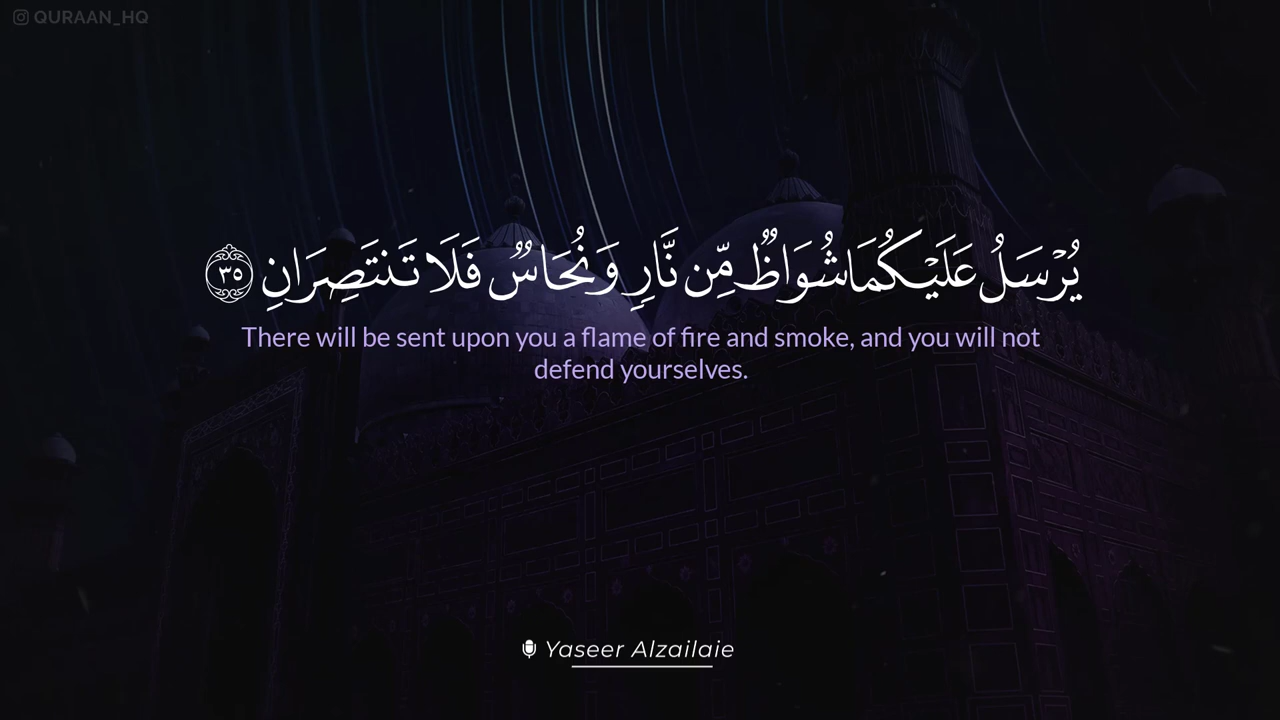 QURAAN_HQ
يُرْسَلُ عَلَيْكُمَا شُوَاظٌ مِّن نَّارٍ وَنُحَاسٌ فَلَا تَنتَصِرَانِ ٣٥
There will be sent upon you a flame of fire and smoke, and you will not
defend yourselves.
Yaseer Alzailaie